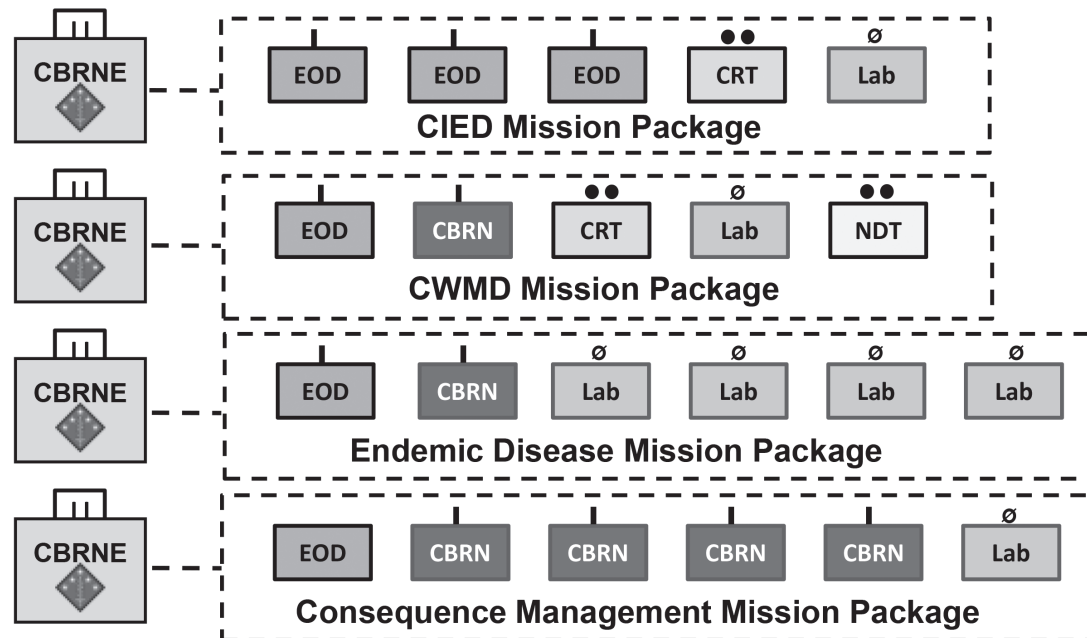 CBRNE
EOD EOD EOD CRT Lab
CIED Mission Package
CBRNE
EOD CBRN CRT Lab NDT
CWMD Mission Package
CBRNE
EOD CBRN Lab Lab Lab Lab
Endemic Disease Mission Package
CBRNE
EOD CBRN CBRN CBRN CBRN Lab
Consequence Management Mission Package